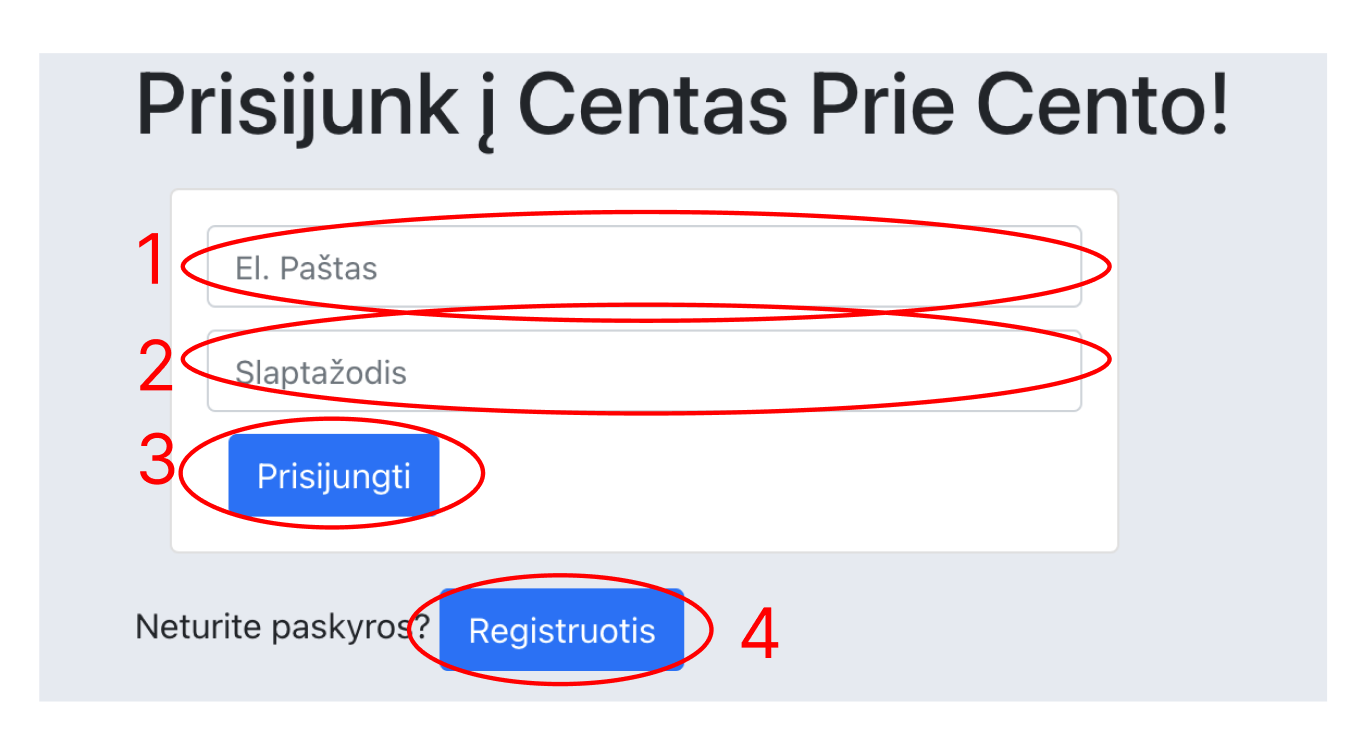 Prisijunk į Centas Prie Cento!
1 El. Paštas
2 Slaptažodis
3 Prisijungti
Neturite paskyros? Registruotis 4